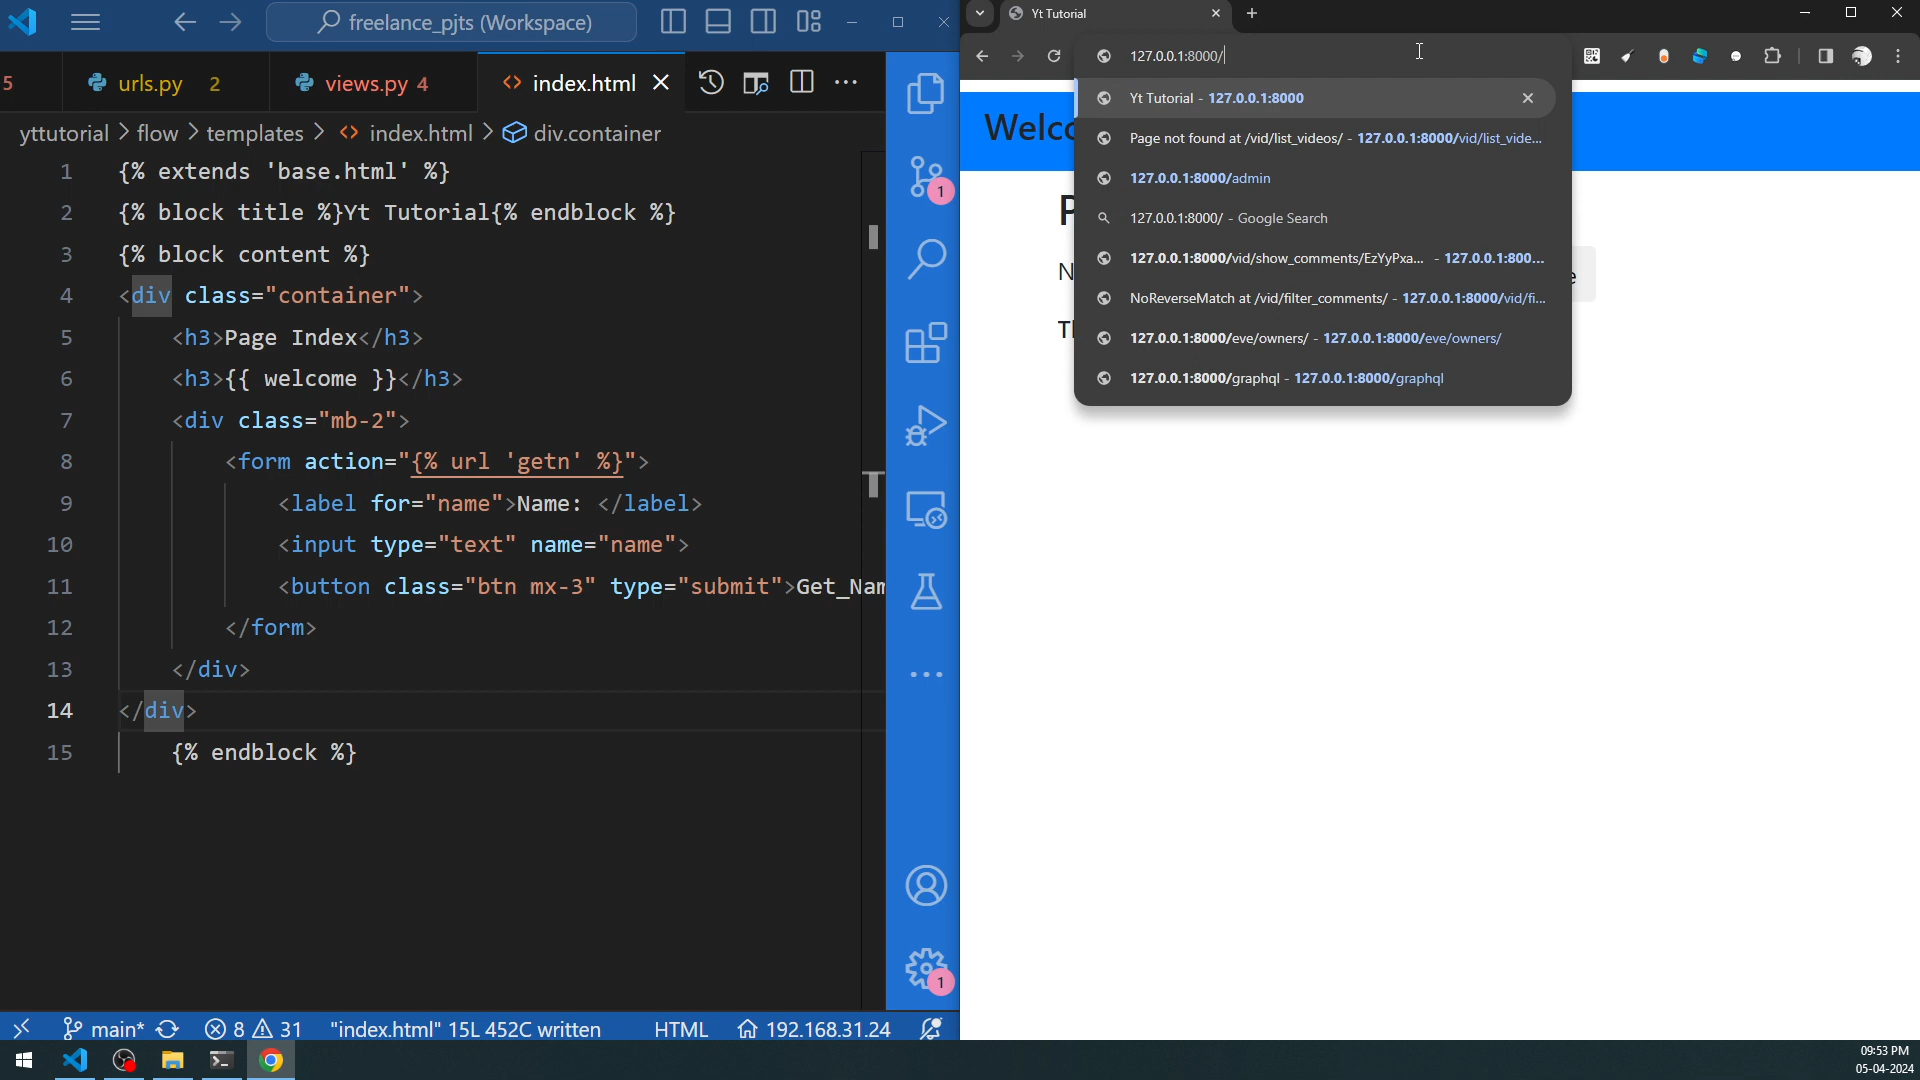 freelance_pjts (Workspace)
5
urls.py 2
views.py 4
index.html
yttutorial > flow > templates > index.html > div.container
1 {% extends 'base.html' %}
2 {% block title %}Yt Tutorial{% endblock %}
3 {% block content %}
4 <div class="container">
5 <h3>Page Index</h3>
6 <h3>{{ welcome }}</h3>
7 <div class="mb-2">
8 <form action="{% url 'getn' %}">
9 <label for="name">Name: </label>
10 <input type="text" name="name">
11 <button class="btn mx-3" type="submit">Get_Nam
12 </form>
13 </div>
14 </div>
15 {% endblock %}
1
1
main* 8 31 "index.html" 15L 452C written HTML 192.168.31.24
Yt Tutorial
127.0.0.1:8000/
Yt Tutorial - 127.0.0.1:8000
Page not found at /vid/list_videos/ - 127.0.0.1:8000/vid/list_vide...
127.0.0.1:8000/admin
127.0.0.1:8000/ - Google Search
127.0.0.1:8000/vid/show_comments/EzYyPxa... - 127.0.0.1:800...
NoReverseMatch at /vid/filter_comments/ - 127.0.0.1:8000/vid/fi...
127.0.0.1:8000/eve/owners/ - 127.0.0.1:8000/eve/owners/
127.0.0.1:8000/graphql - 127.0.0.1:8000/graphql
Welco
09:53 PM
05-04-2024